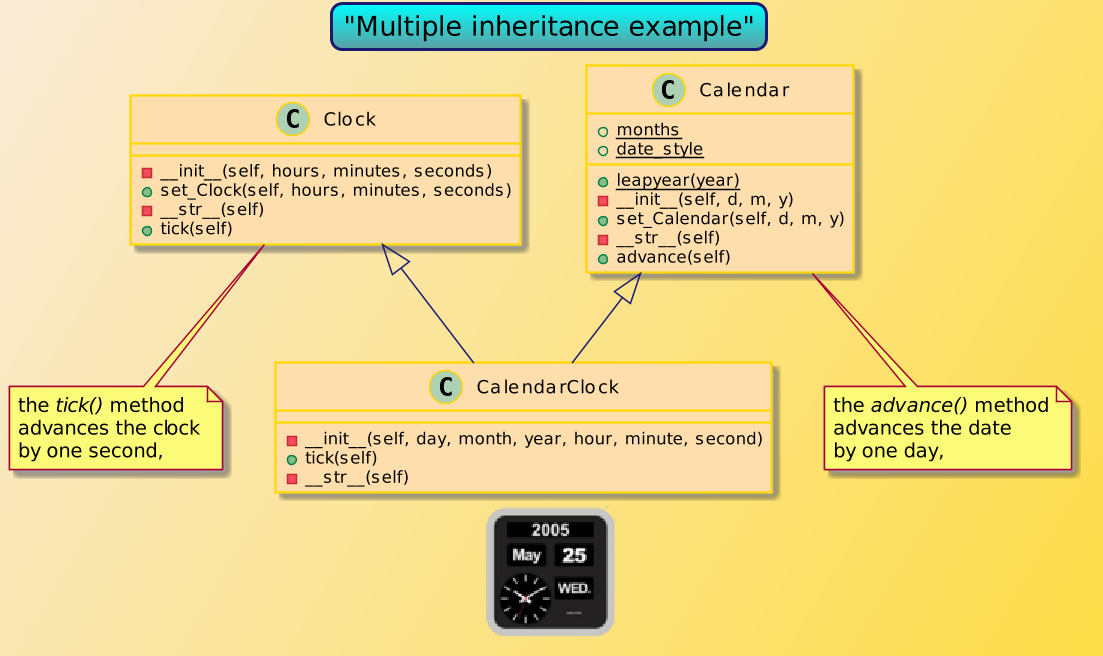 "Multiple inheritance example"
C Clock
__init__(self, hours, minutes, seconds)
set_Clock(self, hours, minutes, seconds)
__str__(self)
tick(self)
C Calendar
months
date_style
leapyear(year)
__init__(self, d, m, y)
set_Calendar(self, d, m, y)
__str__(self)
advance(self)
the tick() method
advances the clock
by one second,
C CalendarClock
__init__(self, day, month, year, hour, minute, second)
tick(self)
__str__(self)
the advance() method
advances the date
by one day,
2005
May 25
WED.